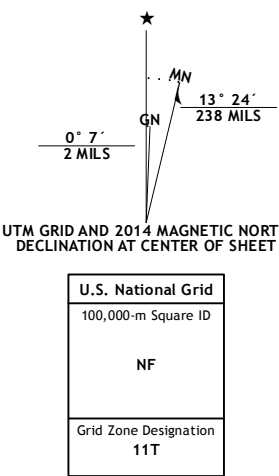 ★
MN
GN
13° 24´
238 MILS
0° 7´
2 MILS
UTM GRID AND 2014 MAGNETIC NORT
DECLINATION AT CENTER OF SHEET
U.S. National Grid
100,000-m Square ID
NF
Grid Zone Designation
11T